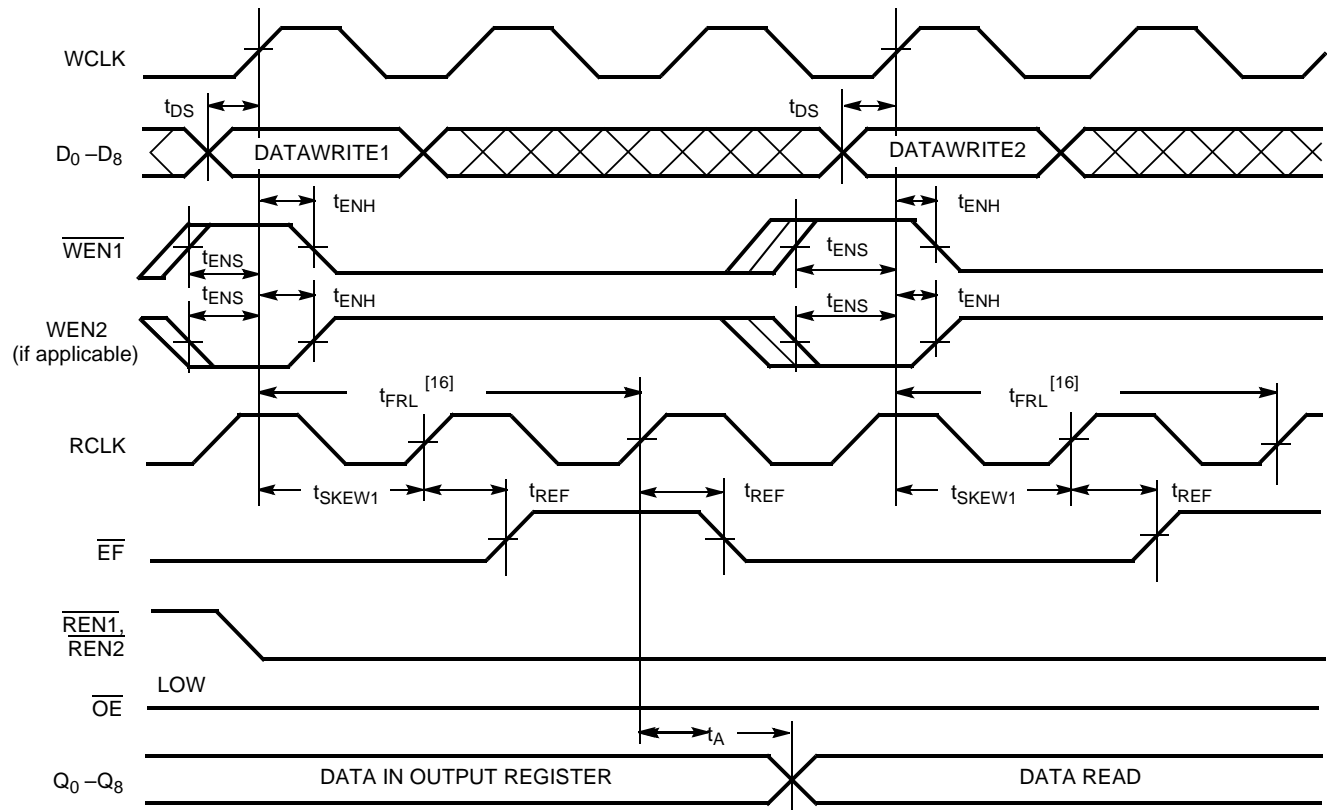 WCLK
tDS tDS
D0 –D8 DATAWRITE1 DATAWRITE2
tENH tENH
WEN1
tENS tENS
tENS tENH tENS tENH
WEN2
(if applicable)
tFRL [16] tFRL [16]
RCLK
tSKEW1 tREF tREF tSKEW1 tREF
EF
REN1,
REN2
LOW
OE
tA
Q0 –Q8 DATA IN OUTPUT REGISTER DATA READ